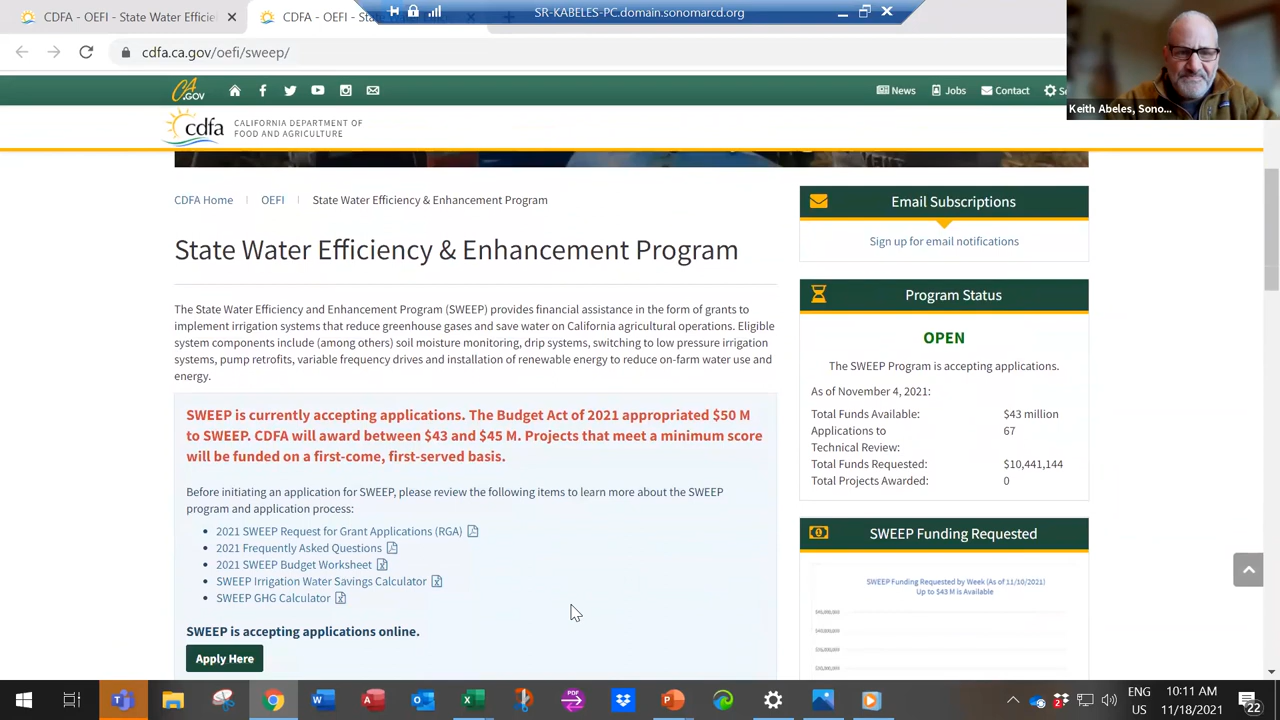 CDFA - OEFI - State Water Efficie
CDFA - OEFI - Sta
SR-KABELES-PC.domain.sonomarcd.org
cdfa.ca.gov/oefi/sweep/
CA
.GOV
News
Jobs
Contact
Keith Abeles, Sono...
cdfa
CALIFORNIA DEPARTMENT OF
FOOD AND AGRICULTURE
CDFA Home
OEFI
State Water Efficiency & Enhancement Program
State Water Efficiency & Enhancement Program
The State Water Efficiency and Enhancement Program (SWEEP) provides financial assistance in the form of grants to
implement irrigation systems that reduce greenhouse gases and save water on California agricultural operations. Eligible
system components include (among others) soil moisture monitoring, drip systems, switching to low pressure irrigation
systems, pump retrofits, variable frequency drives and installation of renewable energy to reduce on-farm water use and
energy.
SWEEP is currently accepting applications. The Budget Act of 2021 appropriated $50 M
to SWEEP. CDFA will award between $43 and $45 M. Projects that meet a minimum score
will be funded on a first-come, first-served basis.
Before initiating an application for SWEEP, please review the following items to learn more about the SWEEP
program and application process:
• 2021 SWEEP Request for Grant Applications (RGA)
• 2021 Frequently Asked Questions
• 2021 SWEEP Budget Worksheet
• SWEEP Irrigation Water Savings Calculator
• SWEEP GHG Calculator
SWEEP is accepting applications online.
Apply Here
Email Subscriptions
Sign up for email notifications
Program Status
OPEN
The SWEEP Program is accepting applications.
As of November 4, 2021:
Total Funds Available: $43 million
Applications to 67
Technical Review:
Total Funds Requested: $10,441,144
Total Projects Awarded: 0
SWEEP Funding Requested
SWEEP Funding Requested by Week (As of 11/10/2021)
Up to $43 M is Available
ENG
US
10:11 AM
11/18/2021
22